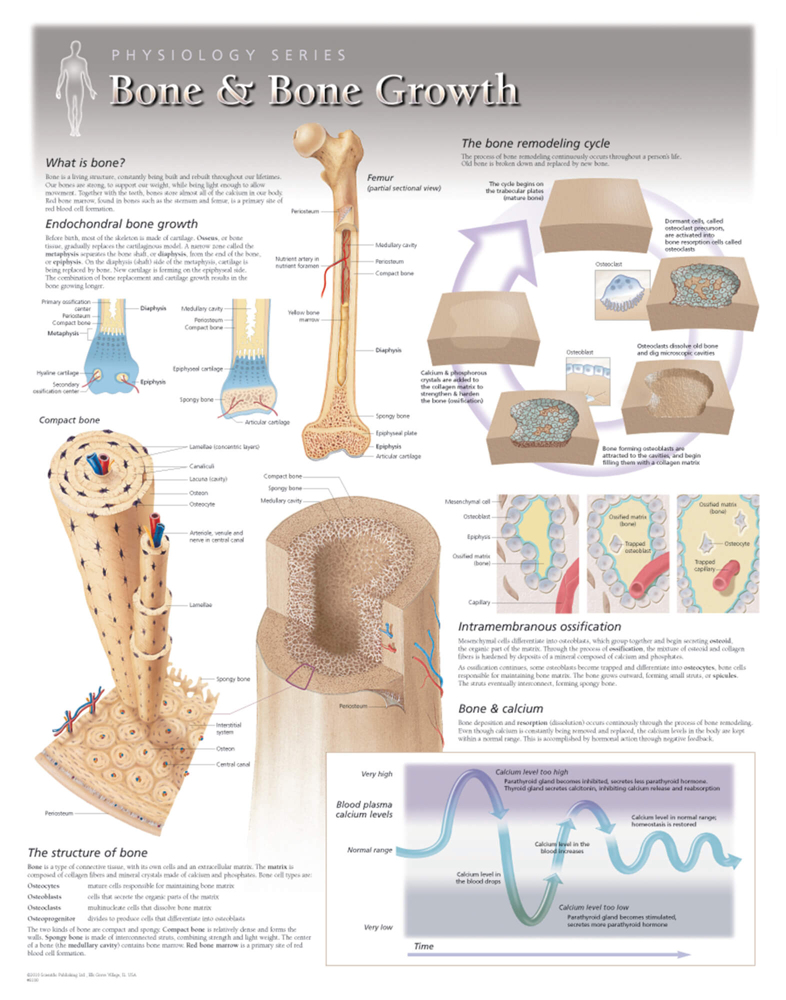 PHYSIOLOGY SERIES
Bone & Bone Growth
What is bone?
Bone is a living structure, constantly being built and rebuilt throughout our lifetimes.
Our bones are strong, to support our weight, while being light enough to allow
movement. Together with the teeth, bones store almost all of the calcium in our body.
Red bone marrow, found in bones such as the sternum and femur, is a primary site of
red blood cell formation.
Endochondral bone growth
Before birth, most of the skeleton is made of cartilage. Osseus, or bone
tissue, gradually replaces the cartilaginous model. A narrow zone called the
metaphysis separates the bone shaft, or diaphysis, from the end of the bone,
or epiphysis. On the diaphysis (shaft) side of the metaphysis, cartilage is
being replaced by bone. New cartilage is forming on the epiphyseal side.
The combination of bone replacement and cartilage growth results in the
bone growing longer.
Primary ossification
center
Periosteum
Compact bone
Metaphysis
Hyaline cartilage
Secondary
ossification center
Diaphysis
Epiphysis
Medullary cavity
Periosteum
Compact bone
Epiphyseal cartilage
Spongy bone
Articular cartilage
Femur
(partial sectional view)
Periosteum
Nutrient artery in
nutrient foramen
Yellow bone
marrow
Medullary cavity
Periosteum
Compact bone
Diaphysis
Spongy bone
Epiphyseal plate
Epiphysis
Articular cartilage
The bone remodeling cycle
The process of bone remodeling continuously occurs throughout a person's life.
Old bone is broken down and replaced by new bone.
The cycle begins on
the trabecular plates
(mature bone)
Dormant cells, called
osteoclast precursors,
are activated into
bone resorption cells called
osteoclasts
Osteoclast
Osteoclasts dissolve old bone
and dig microscopic cavities
Osteoblast
Bone forming osteoblasts are
attracted to the cavities, and begin
filling them with a collagen matrix
Calcium & phosphorous
crystals are added to
the collagen matrix to
strengthen & harden
the bone (ossification)
Compact bone
Lamellae (concentric layers)
Canaliculi
Lacuna (cavity)
Osteon
Osteocyte
Arteriole, venule and
nerve in central canal
Lamellae
Spongy bone
Interstitial
system
Osteon
Central canal
Periosteum
Compact bone
Spongy bone
Medullary cavity
Periosteum
Mesenchymal cell
Osteoblast
Epiphysis
Ossified matrix
(bone)
Capillary
Ossified matrix
(bone)
Trapped
osteoblast
Ossified matrix
(bone)
Osteocyte
Trapped
capillary
Intramembranous ossification
Mesenchymal cells differentiate into osteoblasts, which group together and begin secreting osteoid,
the organic part of the matrix. Through the process of ossification, the mixture of osteoid and collagen
fibers is hardened by deposits of a mineral composed of calcium and phosphates.
As ossification continues, some osteoblasts become trapped and differentiate into osteocytes, bone cells
responsible for maintaining bone matrix. The bone grows outward, forming small struts, or spicules.
The struts eventually interconnect, forming spongy bone.
Bone & calcium
Bone deposition and resorption (dissolution) occurs continously through the process of bone remodeling.
Even though calcium is constantly being removed and replaced, the calcium levels in the body are kept
within a normal range. This is accomplished by hormonal action through negative feedback.
Very high
Blood plasma
calcium levels
Normal range
Very low
Calcium level too high
Parathyroid gland becomes inhibited, secretes less parathyroid hormone.
Thyroid gland secretes calcitonin, inhibiting calcium release and reabsorption
Calcium level in normal range;
homeostasis is restored
Calcium level in the
blood increases
Calcium level in
the blood drops
Calcium level too low
Parathyroid gland becomes stimulated,
secretes more parathyroid hormone
Time
The structure of bone
Bone is a type of connective tissue, with its own cells and an extracellular matrix. The matrix is
composed of collagen fibers and mineral crystals made of calcium and phosphates. Bone cell types are:
Osteocytes mature cells responsible for maintaining bone matrix
Osteoblasts cells that secrete the organic parts of the matrix
Osteoclasts multinucleate cells that dissolve bone matrix
Osteoprogenitor divides to produce cells that differentiate into osteoblasts
The two kinds of bone are compact and spongy. Compact bone is relatively dense and forms the
walls. Spongy bone is made of interconnected struts, combining strength and light weight. The center
of a bone (the medullary cavity) contains bone marrow. Red bone marrow is a primary site of red
blood cell formation.
©2010 Scientific Publishing Ltd., Elk Grove Village, IL USA